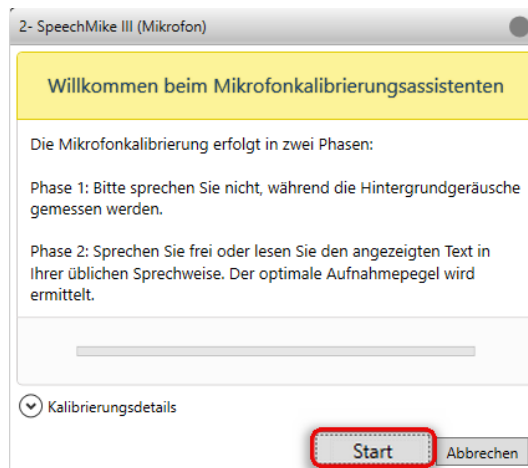 2- SpeechMike III (Mikrofon)
Willkommen beim Mikrofonkalibrierungsassistenten
Die Mikrofonkalibrierung erfolgt in zwei Phasen:
Phase 1: Bitte sprechen Sie nicht, während die Hintergrundgeräusche
gemessen werden.
Phase 2: Sprechen Sie frei oder lesen Sie den angezeigten Text in
Ihrer üblichen Sprechweise. Der optimale Aufnahmepegel wird
ermittelt.
Kalibrierungsdetails
Start
Abbrechen